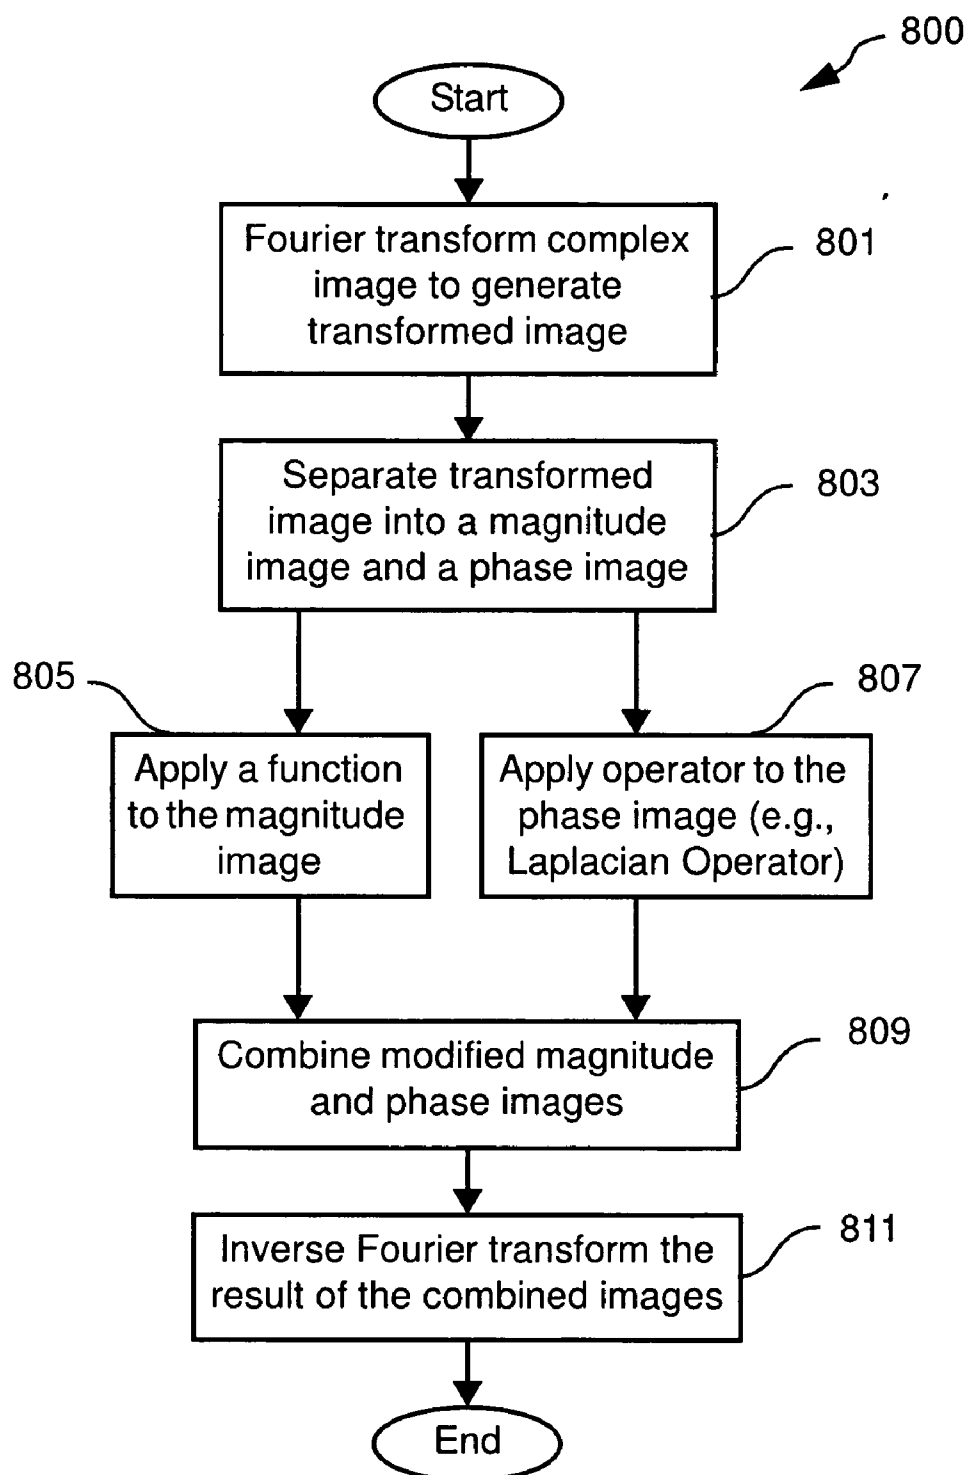 800
Start
Fourier transform complex
image to generate
transformed image
801
Separate transformed
image into a magnitude
image and a phase image
803
805
Apply a function
to the magnitude
image
807
Apply operator to the
phase image (e.g.,
Laplacian Operator)
Combine modified magnitude
and phase images
809
Inverse Fourier transform the
result of the combined images
811
End